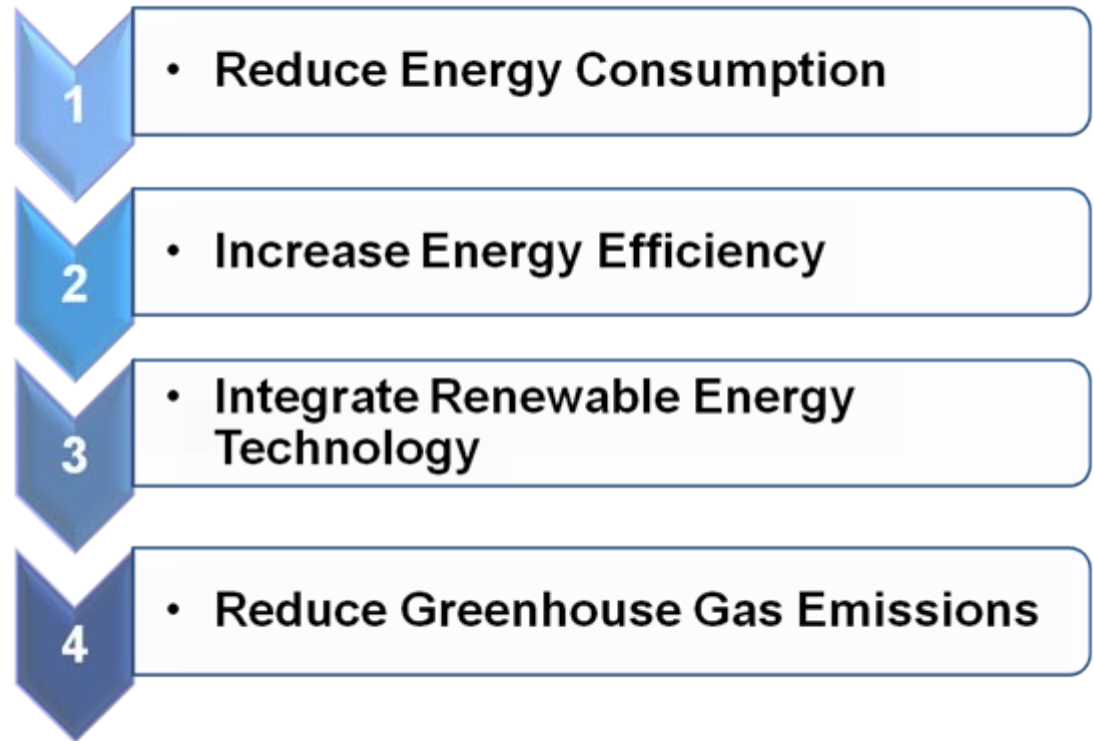 1
• Reduce Energy Consumption
2
• Increase Energy Efficiency
3
• Integrate Renewable Energy
Technology
4
• Reduce Greenhouse Gas Emissions